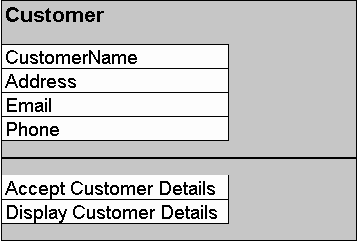 Customer
CustomerName
Address
Email
Phone
Accept Customer Details
Display Customer Details